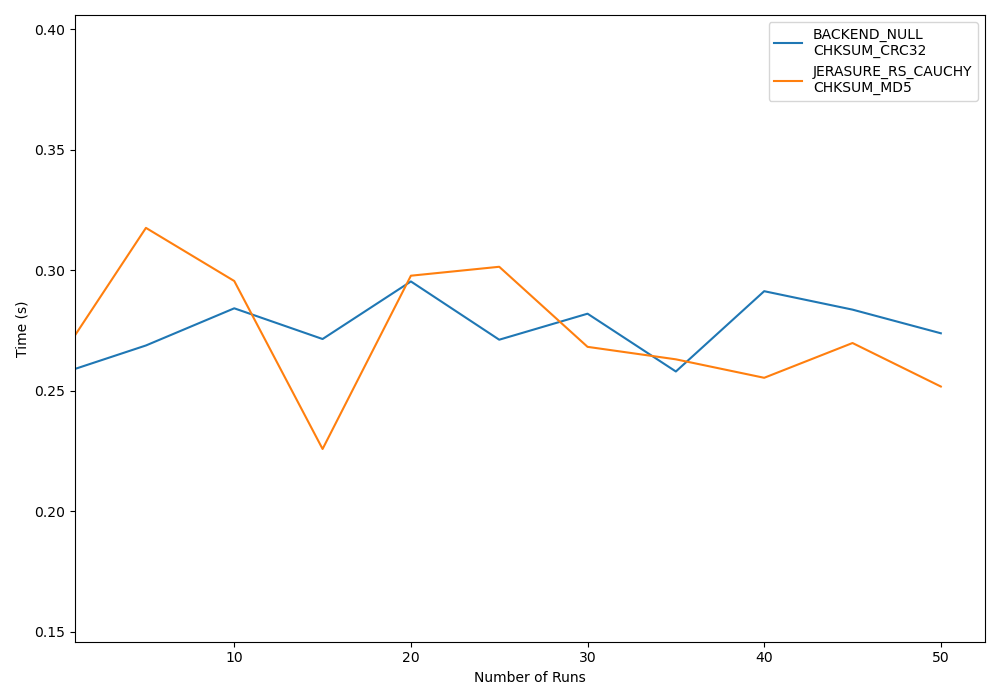 0.40
0.35
0.30
0.25
0.20
0.15
Time (s)
10
20
30
40
50
Number of Runs
BACKEND_NULL
CHKSUM_CRC32
JERASURE_RS_CAUCHY
CHKSUM_MD5